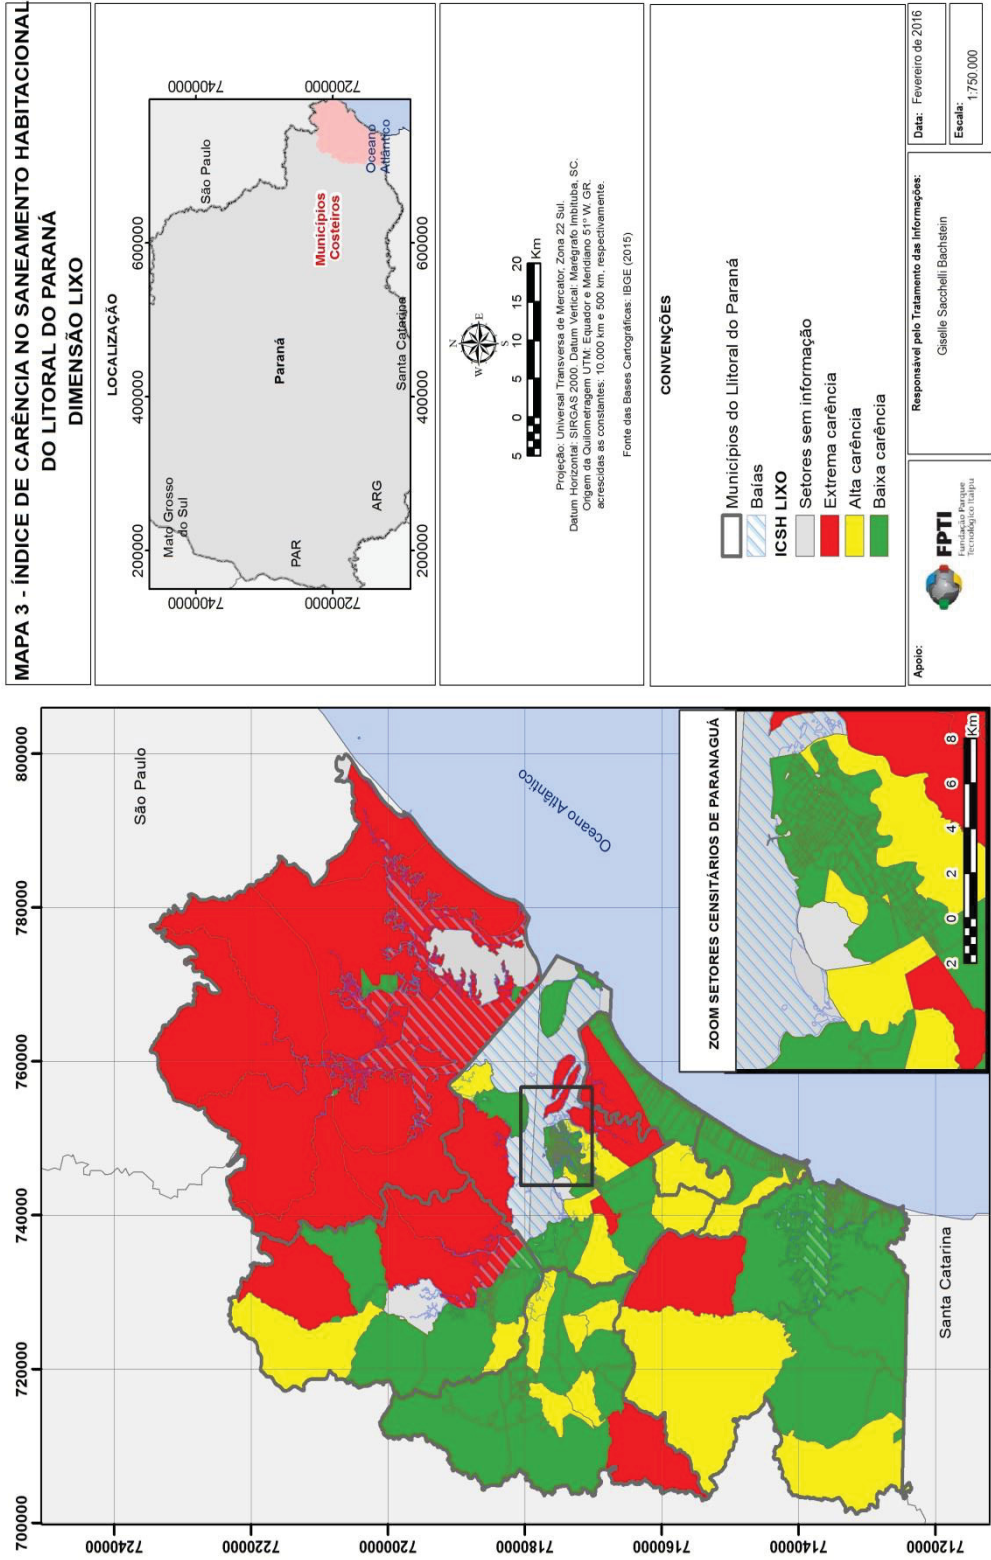 MAPA 3 - ÍNDICE DE CARÊNCIA NO SANEAMENTO HABITACIONAL
DO LITORAL DO PARANÁ
DIMENSÃO LIXO
LOCALIZAÇÃO
200000
400000
600000
7400000
7200000
7400000
7200000
Mato Grosso
do Sul
São Paulo
Paraná
Municípios
Costeiros
Oceano
Atlântico
PAR
ARG
Santa Catarina
200000
400000
600000
N
W
E
S
5 0 5 10 15 20
Km
Projeção: Universal Transversa de Mercator, Zona 22 Sul.
Datum Horizontal: SIRGAS 2000. Datum Vertical: Marégrafo Imbituba, SC.
Origem da Quilometragem UTM: Equador e Meridiano 51º W. GR.
acrescidas as constantes: 10.000 km e 500 km, respectivamente.
Fonte das Bases Cartográficas: IBGE (2015)
CONVENÇÕES
Municípios do Llitoral do Paraná
Baías
ICSH LIXO
Setores sem informação
Extrema carência
Alta carência
Baixa carência
Apoio:
FPTI
Fundação Parque
Tecnológico Itaipu
Responsável pelo Tratamento das Informações:
Giselle Sacchelli Bachstein
Data: Fevereiro de 2016
Escala:
1:750.000
700000
720000
740000
760000
780000
800000
7240000
7220000
7200000
7180000
7160000
7140000
7120000
São Paulo
Oceano Atlântico
Santa Catarina
ZOOM SETORES CENSITÁRIOS DE PARANAGUÁ
2 0 2 4 6 8
Km